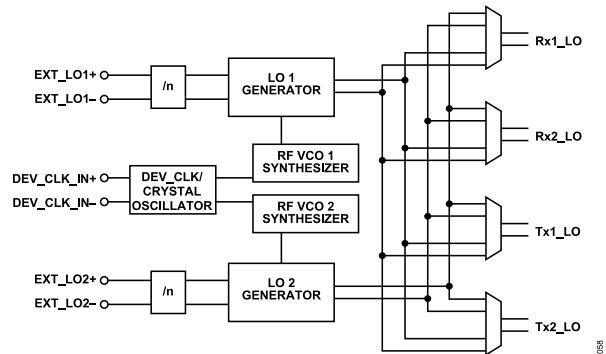 EXT_LO1+
EXT_LO1–
/n
LO 1
GENERATOR
Rx1_LO
RF VCO 1
SYNTHESIZER
Rx2_LO
DEV_CLK_IN+
DEV_CLK_IN–
DEV_CLK/
CRYSTAL
OSCILLATOR
RF VCO 2
SYNTHESIZER
Tx1_LO
EXT_LO2+
EXT_LO2–
/n
LO 2
GENERATOR
Tx2_LO
058